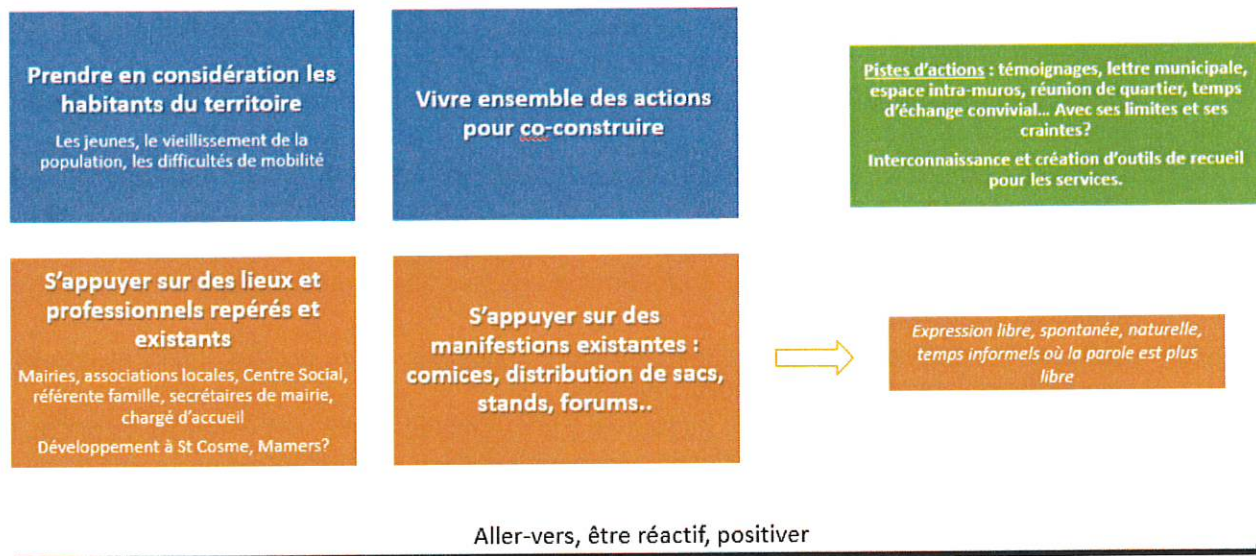 Prendre en considération les
habitants du territoire
Les jeunes, le vieillissement de la
population, les difficultés de mobilité
Vivre ensemble des actions
pour co-construire
Pistes d'actions : témoignages, lettre municipale,
espace intra-muros, réunion de quartier, temps
d'échange convivial... Avec ses limites et ses
craintes?
Interconnaissance et création d'outils de recueil
pour les services.
S'appuyer sur des lieux et
professionnels repérés et
existants
Mairies, associations locales, Centre Social,
référente famille, secrétaires de mairie,
chargé d'accueil
Développement à St Cosme, Mamers?
S'appuyer sur des
manifestions existantes :
comices, distribution de sacs,
stands, forums..
Expression libre, spontanée, naturelle,
temps informels où la parole est plus
libre
Aller-vers, être réactif, positiver